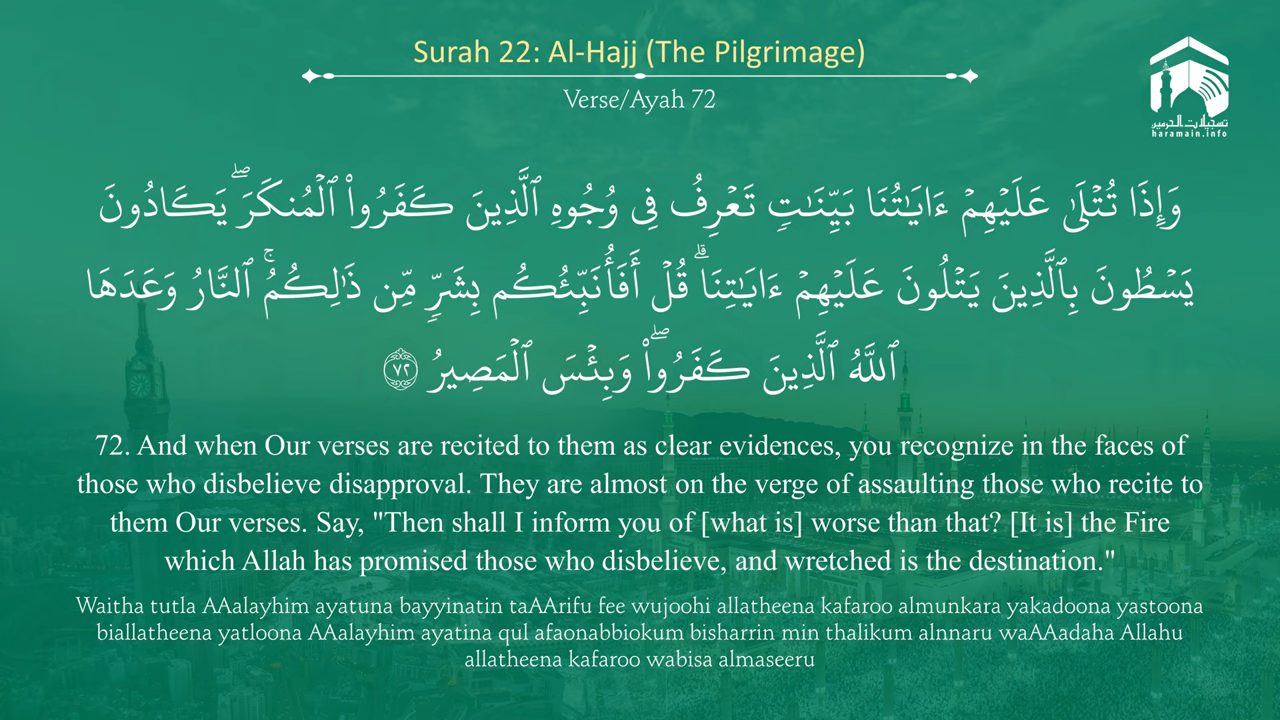 Surah 22: Al-Hajj (The Pilgrimage)
Verse/Ayah 72
تسجيلات الحرمين
haramain.info
وَإِذَا تُتۡلَىٰ عَلَيۡهِمۡ ءَايَٰتُنَا بَيِّنَٰتٖ تَعۡرِفُ فِي وُجُوهِ ٱلَّذِينَ كَفَرُواْ ٱلۡمُنكَرَۖ يَكَادُونَ
يَسۡطُونَ بِٱلَّذِينَ يَتۡلُونَ عَلَيۡهِمۡ ءَايَٰتِنَاۗ قُلۡ أَفَأُنَبِّئُكُم بِشَرّٖ مِّن ذَٰلِكُمُۚ ٱلنَّارُ وَعَدَهَا
ٱللَّهُ ٱلَّذِينَ كَفَرُواْۖ وَبِئۡسَ ٱلۡمَصِيرُ ٧٢
72. And when Our verses are recited to them as clear evidences, you recognize in the faces of
those who disbelieve disapproval. They are almost on the verge of assaulting those who recite to
them Our verses. Say, "Then shall I inform you of [what is] worse than that? [It is] the Fire
which Allah has promised those who disbelieve, and wretched is the destination."
Waitha tutla AAalayhim ayatuna bayyinatin taAArifu fee wujoohi allatheena kafaroo almunkara yakadoona yastoona
biallatheena yatloona AAalayhim ayatina qul afaonabbiokum bisharrin min thalikum alnnaru waAAadaha Allahu
allatheena kafaroo wabisa almaseeru